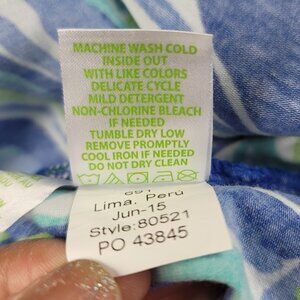 MACHINE WASH COLD
INSIDE OUT
WITH LIKE COLORS
DELICATE CYCLE
MILD DETERGENT
NON-CHLORINE BLEACH
IF NEEDED
TUMBLE DRY LOW
REMOVE PROMPTLY
COOL IRON IF NEEDED
DO NOT DRY CLEAN
Lima. Perú
Jun-15
Style:80521
PO 43845